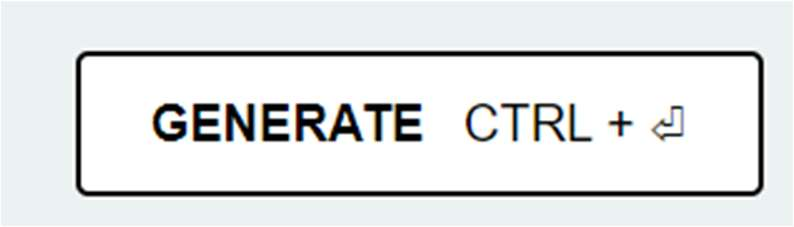 GENERATE CTRL + ⏎